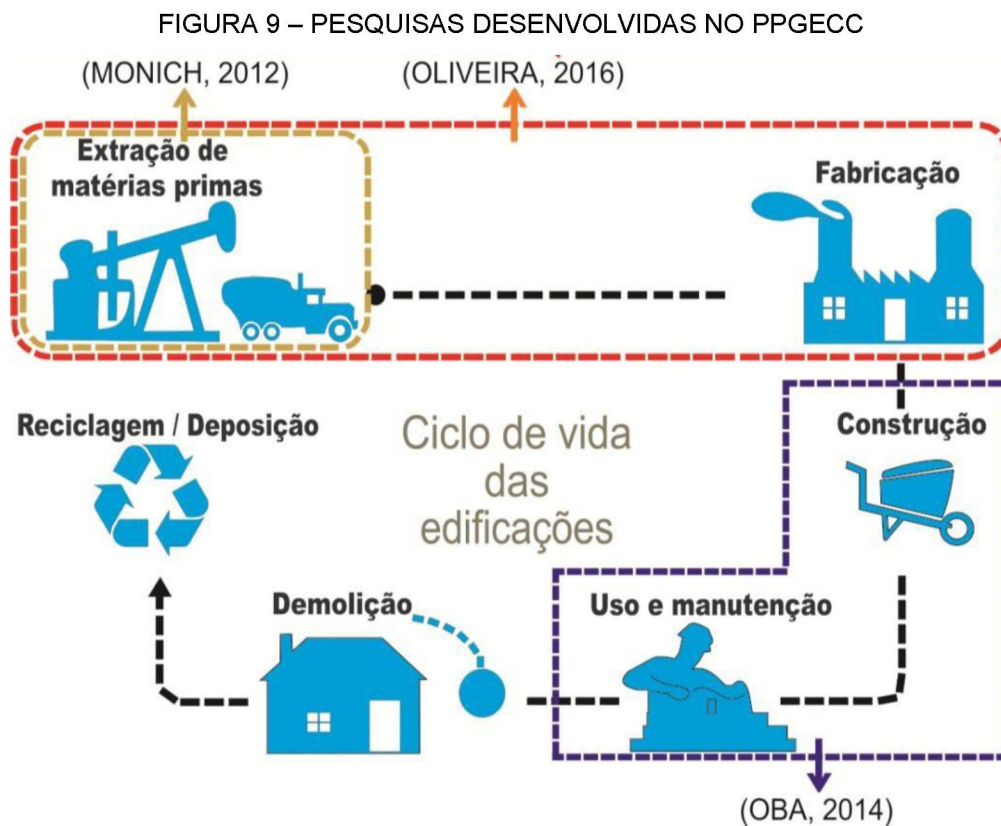 FIGURA 9 – PESQUISAS DESENVOLVIDAS NO PPGECC
(MONICH, 2012)
(OLIVEIRA, 2016)
Extração de
matérias primas
Fabricação
Reciclagem / Deposição
Ciclo de vida
das
edificações
Construção
Demolição
Uso e manutenção
(OBA, 2014)